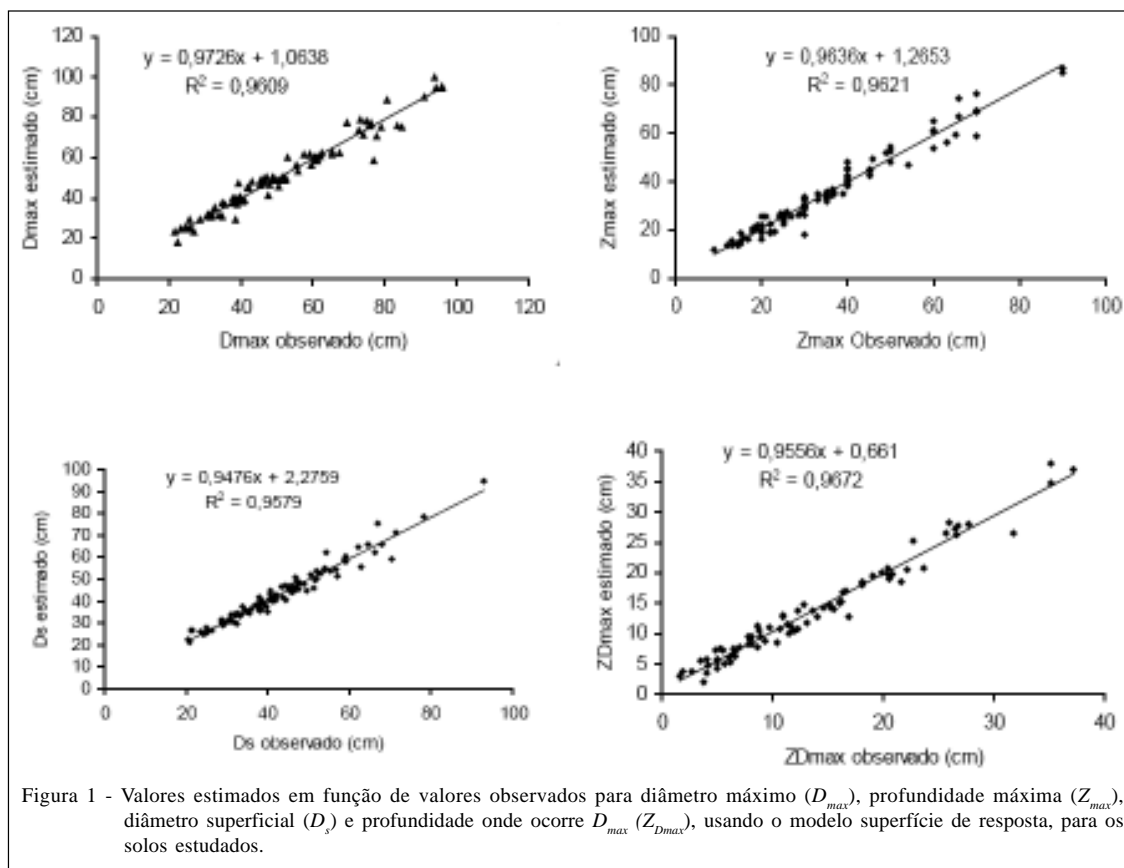 y = 0,9726x + 1,0638
R² = 0,9609
Dmax estimado (cm)
120
100
80
60
40
20
0
0 20 40 60 80 100 120
Dmax observado (cm)
y = 0,9636x + 1,2653
R² = 0,9621
Zmax estimado (cm)
100
80
60
40
20
0
0 20 40 60 80 100
Zmax Observado (cm)
y = 0,9476x + 2,2759
R² = 0,9579
Ds estimado (cm)
100
90
80
70
60
50
40
30
20
10
0
0 20 40 60 80 100
Ds observado (cm)
y = 0,9556x + 0,661
R² = 0,9672
ZDmax estimado (cm)
40
35
30
25
20
15
10
5
0
0 10 20 30 40
ZDmax observado (cm)
Figura 1 - Valores estimados em função de valores observados para diâmetro máximo (D_max), profundidade máxima (Z_max),
diâmetro superficial (D_s) e profundidade onde ocorre D_max (Z_Dmax), usando o modelo superfície de resposta, para os
solos estudados.